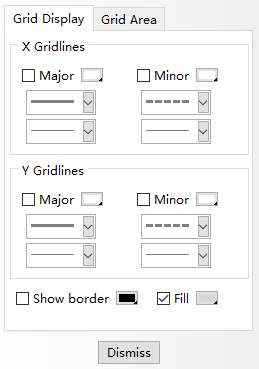 Grid Display Grid Area
X Gridlines
Major Minor
Y Gridlines
Major Minor
Show border Fill
Dismiss